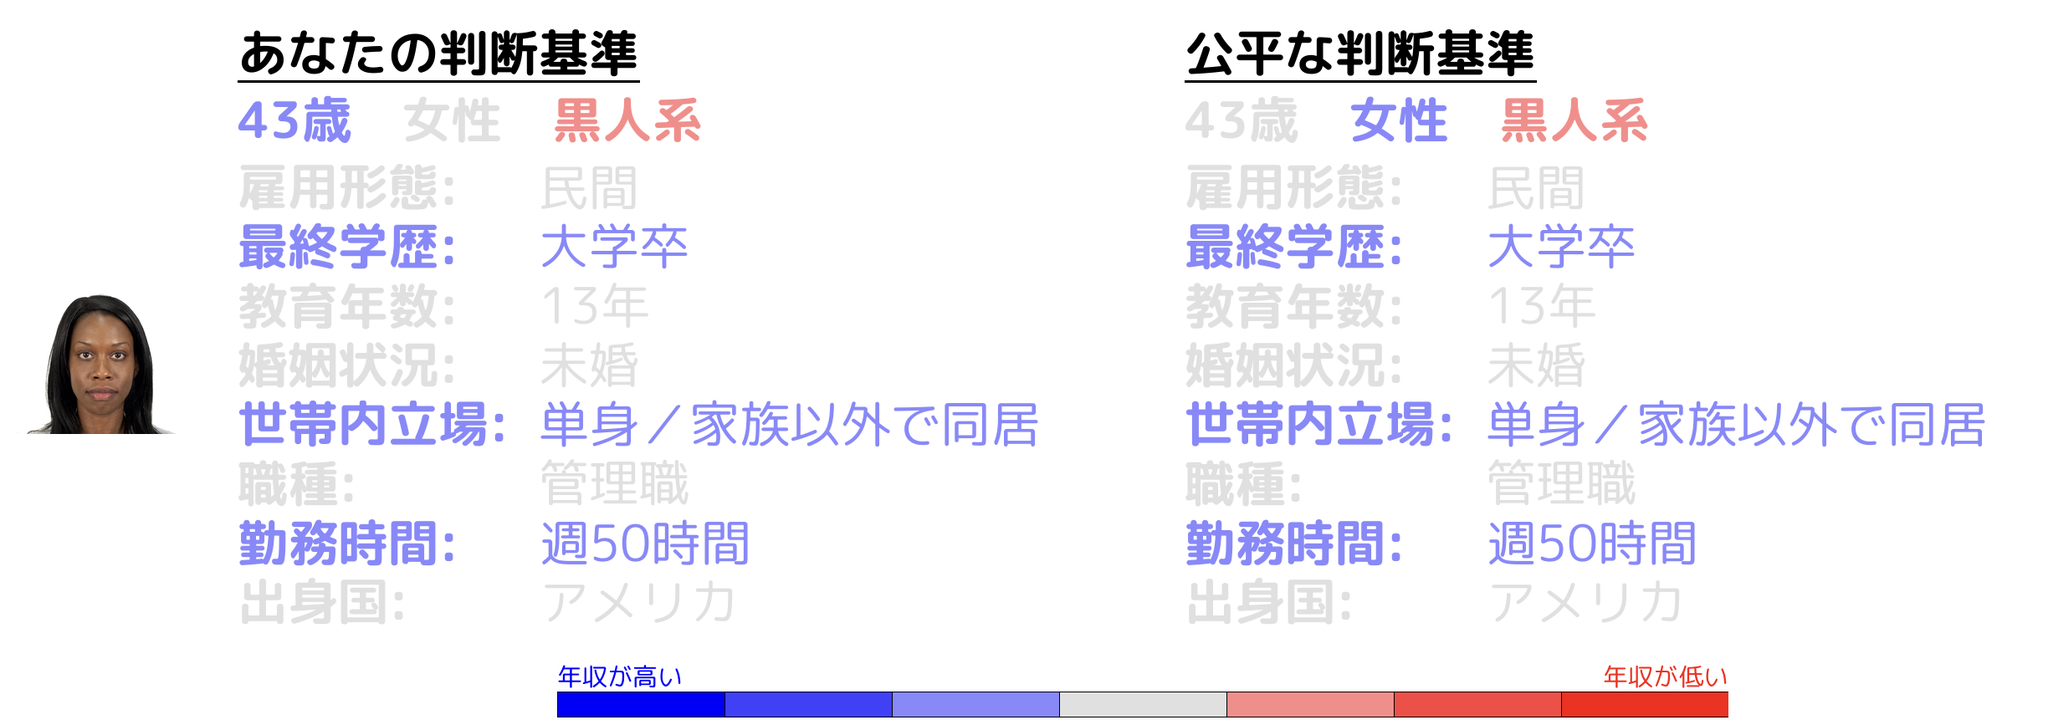 あなたの判断基準
43歳 女性 黒人系
雇用形態: 民間
最終学歴: 大学卒
教育年数: 13年
婚姻状況: 未婚
世帯内立場: 単身／家族以外で同居
職種: 管理職
勤務時間: 週50時間
出身国: アメリカ
公平な判断基準
43歳 女性 黒人系
雇用形態: 民間
最終学歴: 大学卒
教育年数: 13年
婚姻状況: 未婚
世帯内立場: 単身／家族以外で同居
職種: 管理職
勤務時間: 週50時間
出身国: アメリカ
年収が高い
年収が低い